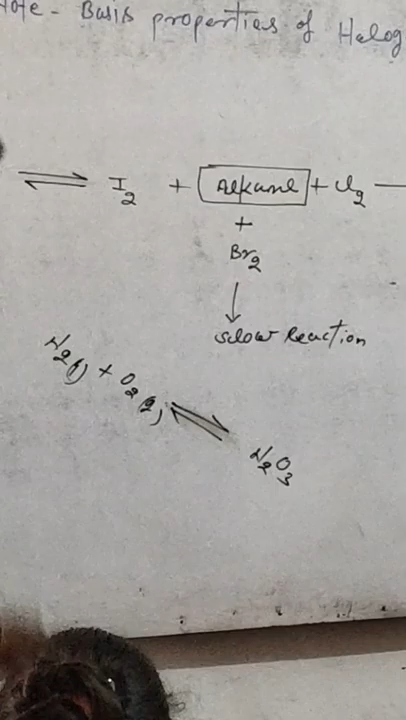 Note - Basis properties of Halog
⇌ I2 + Alkane + Cl2 —
+
Br2
↓
slow Reaction
N2(g) + O2(g) ⇌ N2O3